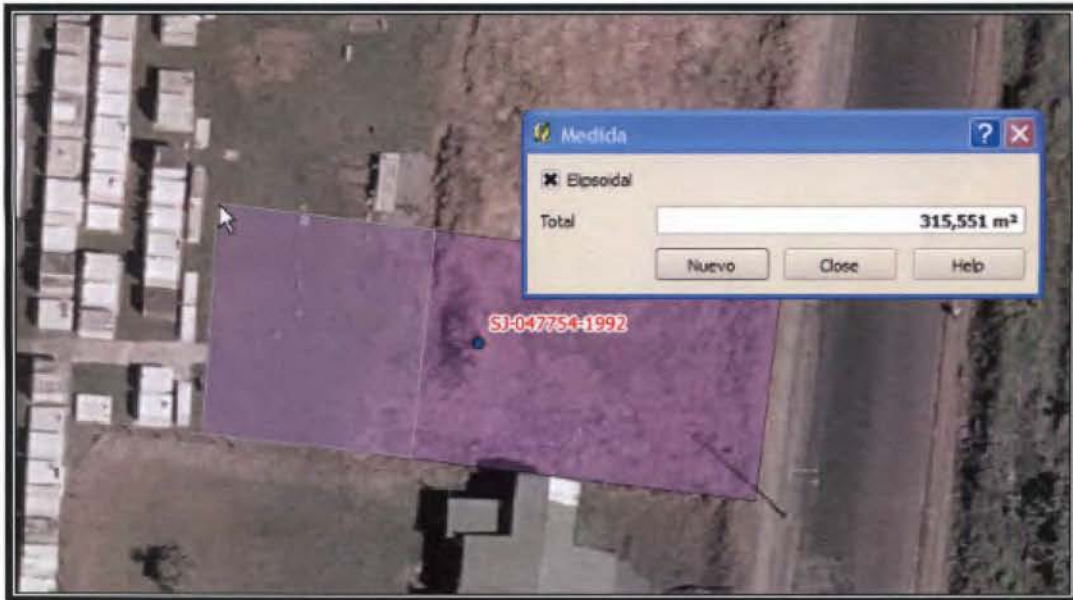 Medida
Elipsoidal
Total
315,551 m²
Nuevo
Close
Help
SJ-047754-1992